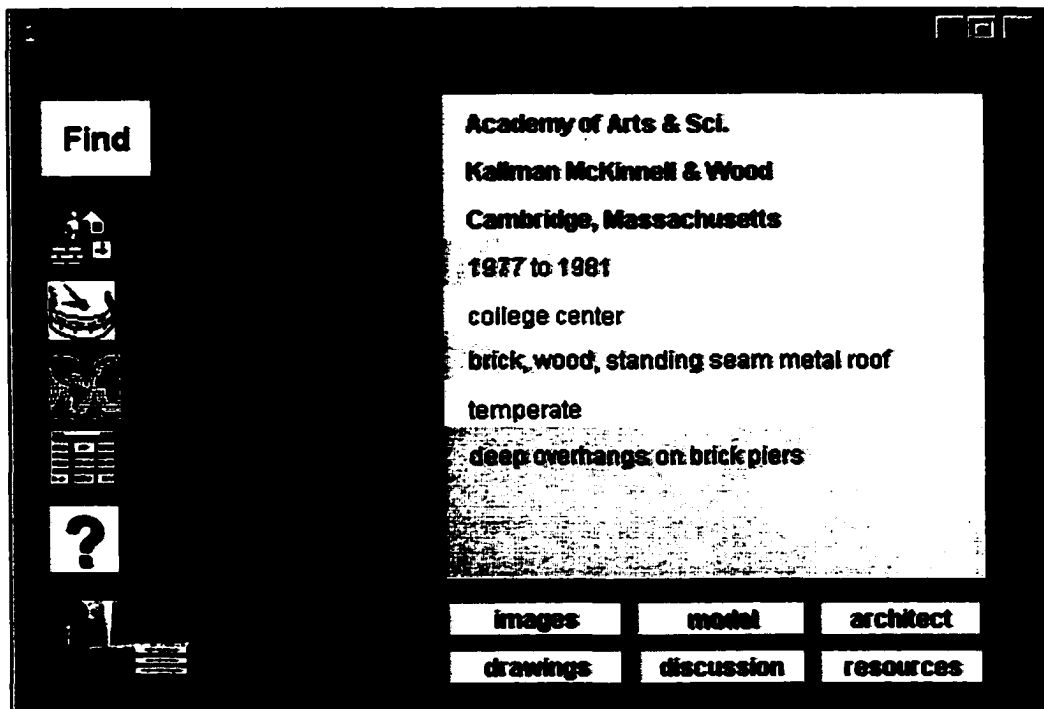 Find
Academy of Arts & Sci.
Kallman McKinnell & Wood
Cambridge, Massachusetts
1977 to 1981
college center
brick, wood, standing seam metal roof
temperate
deep overhangs on brick piers
?
images model architect
drawings discussion resources